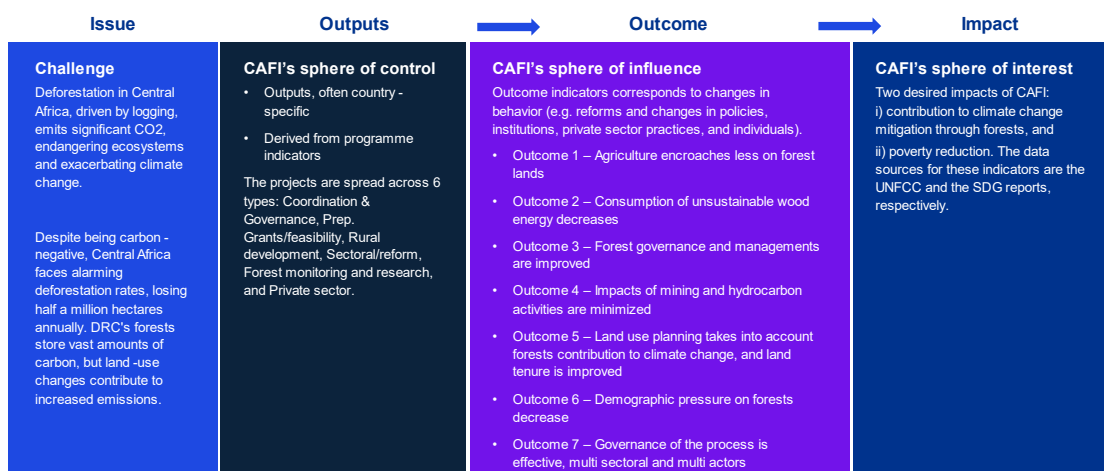 Issue
Outputs
Outcome
Impact
Challenge
Deforestation in Central
Africa, driven by logging,
emits significant CO2,
endangering ecosystems
and exacerbating climate
change.
Despite being carbon -
negative, Central Africa
faces alarming
deforestation rates, losing
half a million hectares
annually. DRC's forests
store vast amounts of
carbon, but land -use
changes contribute to
increased emissions.
CAFI's sphere of control
• Outputs, often country -
specific
• Derived from programme
indicators
The projects are spread across 6
types: Coordination &
Governance, Prep.
Grants/feasibility, Rural
development, Sectoral/reform,
Forest monitoring and research,
and Private sector.
CAFI's sphere of influence
Outcome indicators corresponds to changes in
behavior (e.g. reforms and changes in policies,
institutions, private sector practices, and individuals).
• Outcome 1 – Agriculture encroaches less on forest
lands
• Outcome 2 – Consumption of unsustainable wood
energy decreases
• Outcome 3 – Forest governance and managements
are improved
• Outcome 4 – Impacts of mining and hydrocarbon
activities are minimized
• Outcome 5 – Land use planning takes into account
forests contribution to climate change, and land
tenure is improved
• Outcome 6 – Demographic pressure on forests
decrease
• Outcome 7 – Governance of the process is
effective, multi sectoral and multi actors
CAFI's sphere of interest
Two desired impacts of CAFI:
i) contribution to climate change
mitigation through forests, and
ii) poverty reduction. The data
sources for these indicators are the
UNFCC and the SDG reports,
respectively.